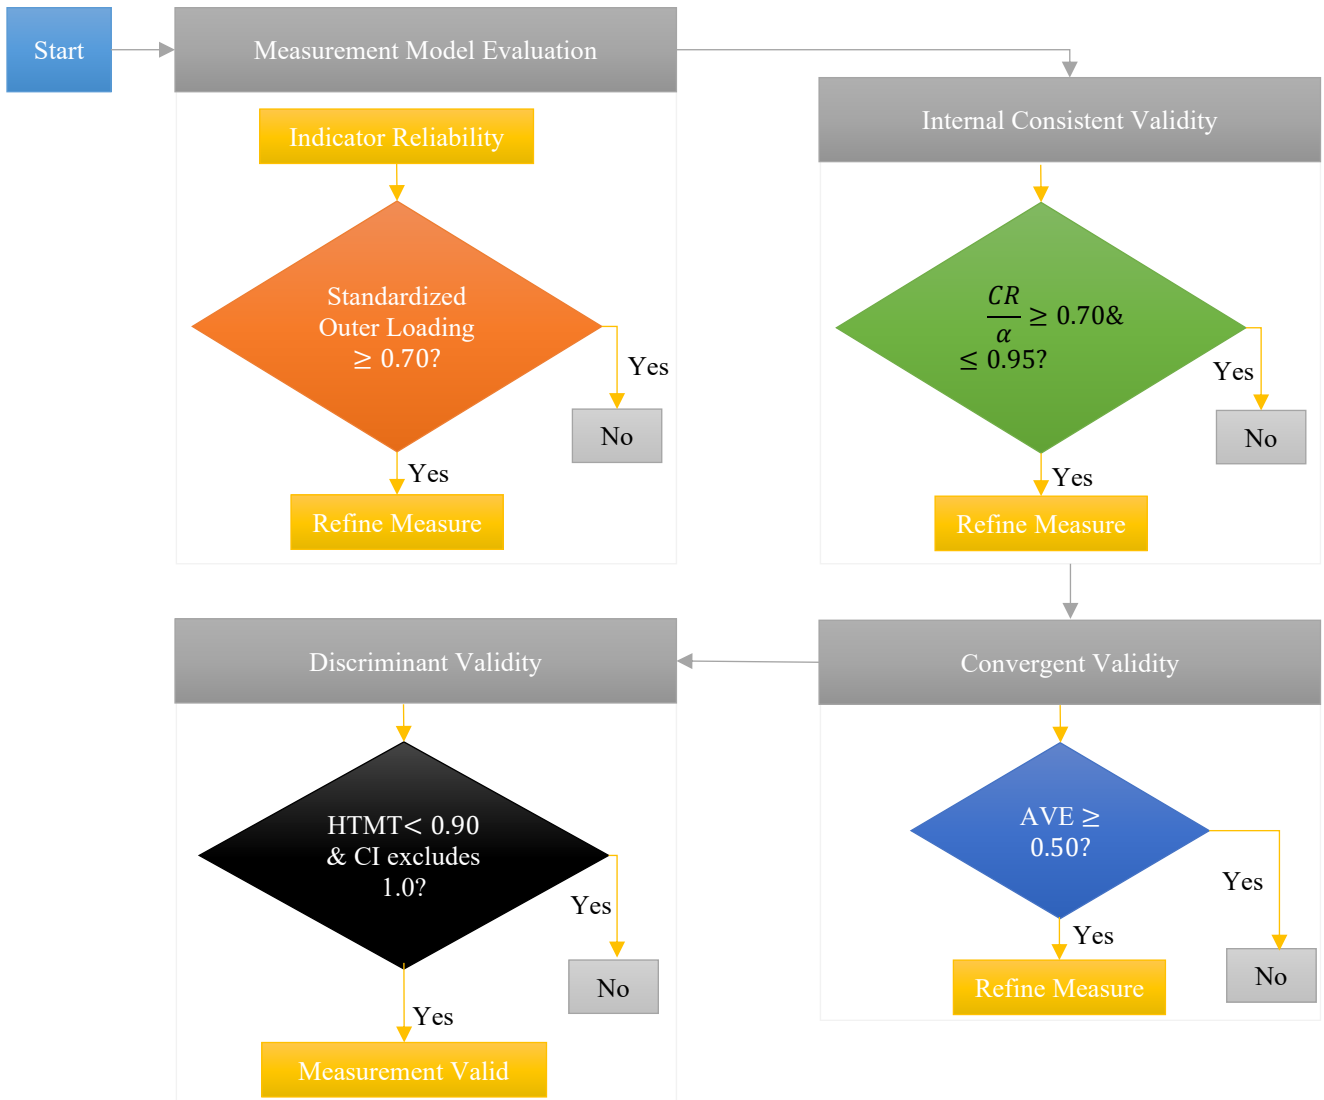 Start
Measurement Model Evaluation
Indicator Reliability
Standardized
Outer Loading
≥ 0.70?
Yes
No
Yes
Refine Measure
Internal Consistent Validity
CR
α
≥ 0.70&
≤ 0.95?
Yes
No
Yes
Refine Measure
Convergent Validity
AVE ≥
0.50?
Yes
No
Yes
Refine Measure
Discriminant Validity
HTMT< 0.90
& CI excludes
1.0?
Yes
No
Yes
Measurement Valid